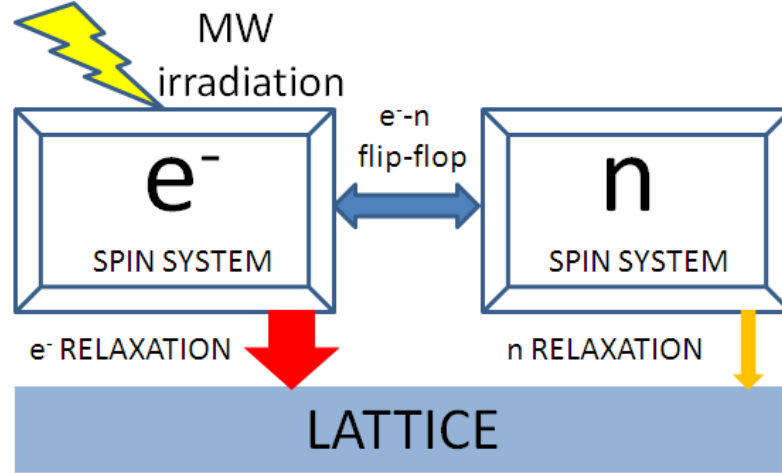 MW
irradiation
e⁻-n
flip-flop
e⁻
SPIN SYSTEM
n
SPIN SYSTEM
e⁻ RELAXATION
n RELAXATION
LATTICE